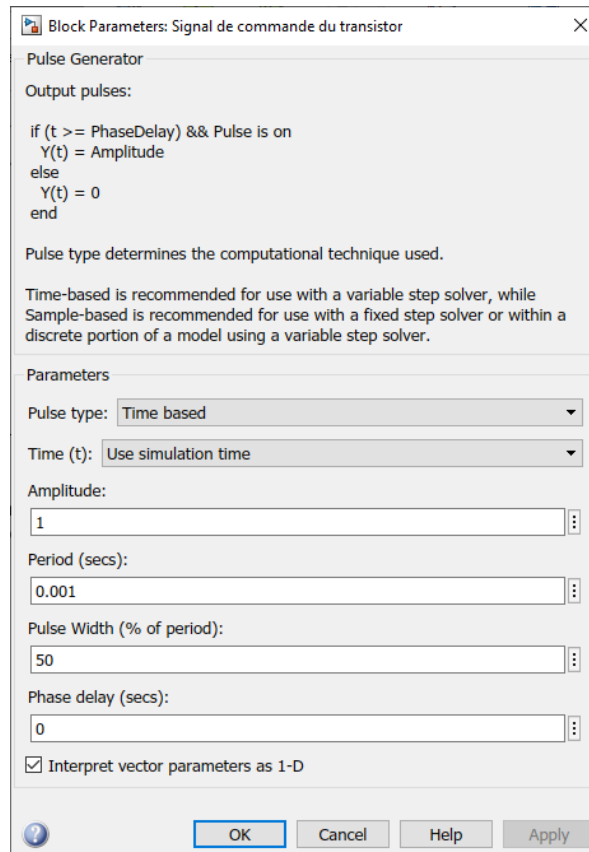 Block Parameters: Signal de commande du transistor
Pulse Generator
Output pulses:
if (t >= PhaseDelay) && Pulse is on
Y(t) = Amplitude
else
Y(t) = 0
end
Pulse type determines the computational technique used.
Time-based is recommended for use with a variable step solver, while
Sample-based is recommended for use with a fixed step solver or within a
discrete portion of a model using a variable step solver.
Parameters
Pulse type: Time based
Time (t): Use simulation time
Amplitude:
1
Period (secs):
0.001
Pulse Width (% of period):
50
Phase delay (secs):
0
Interpret vector parameters as 1-D
OK Cancel Help Apply